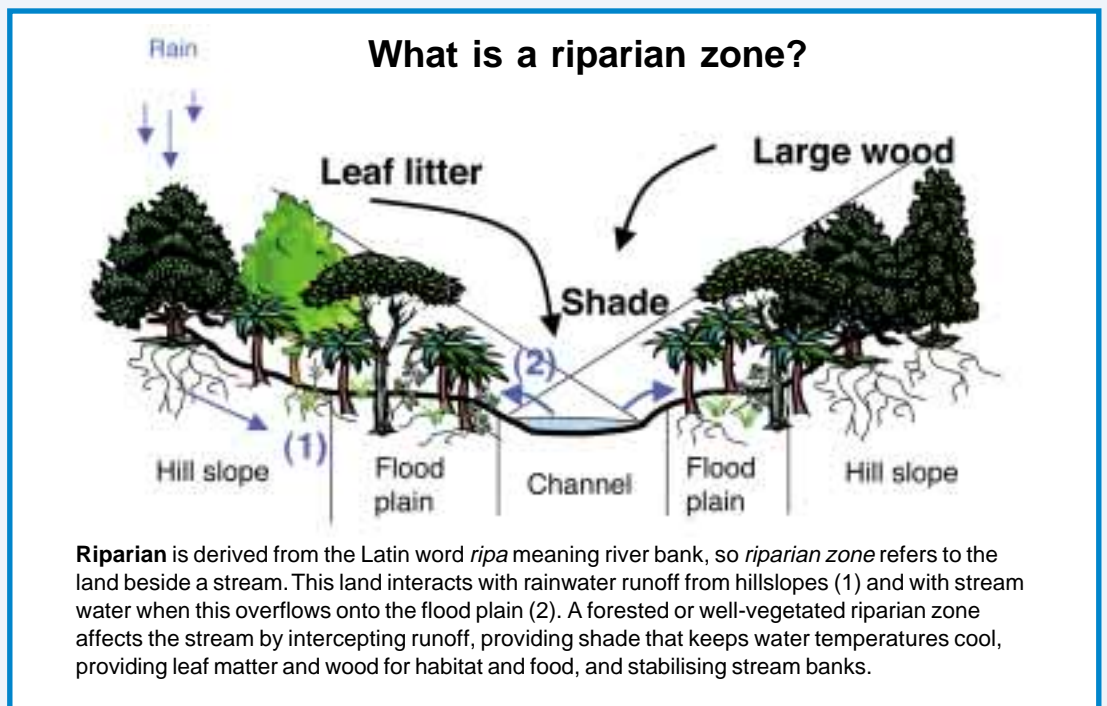 What is a riparian zone?
Rain
Leaf litter
Large wood
Shade
(2)
(1)
Hill slope
Flood
plain
Channel
Flood
plain
Hill slope
Riparian is derived from the Latin word ripa meaning river bank, so riparian zone refers to the
land beside a stream. This land interacts with rainwater runoff from hillslopes (1) and with stream
water when this overflows onto the flood plain (2). A forested or well-vegetated riparian zone
affects the stream by intercepting runoff, providing shade that keeps water temperatures cool,
providing leaf matter and wood for habitat and food, and stabilising stream banks.